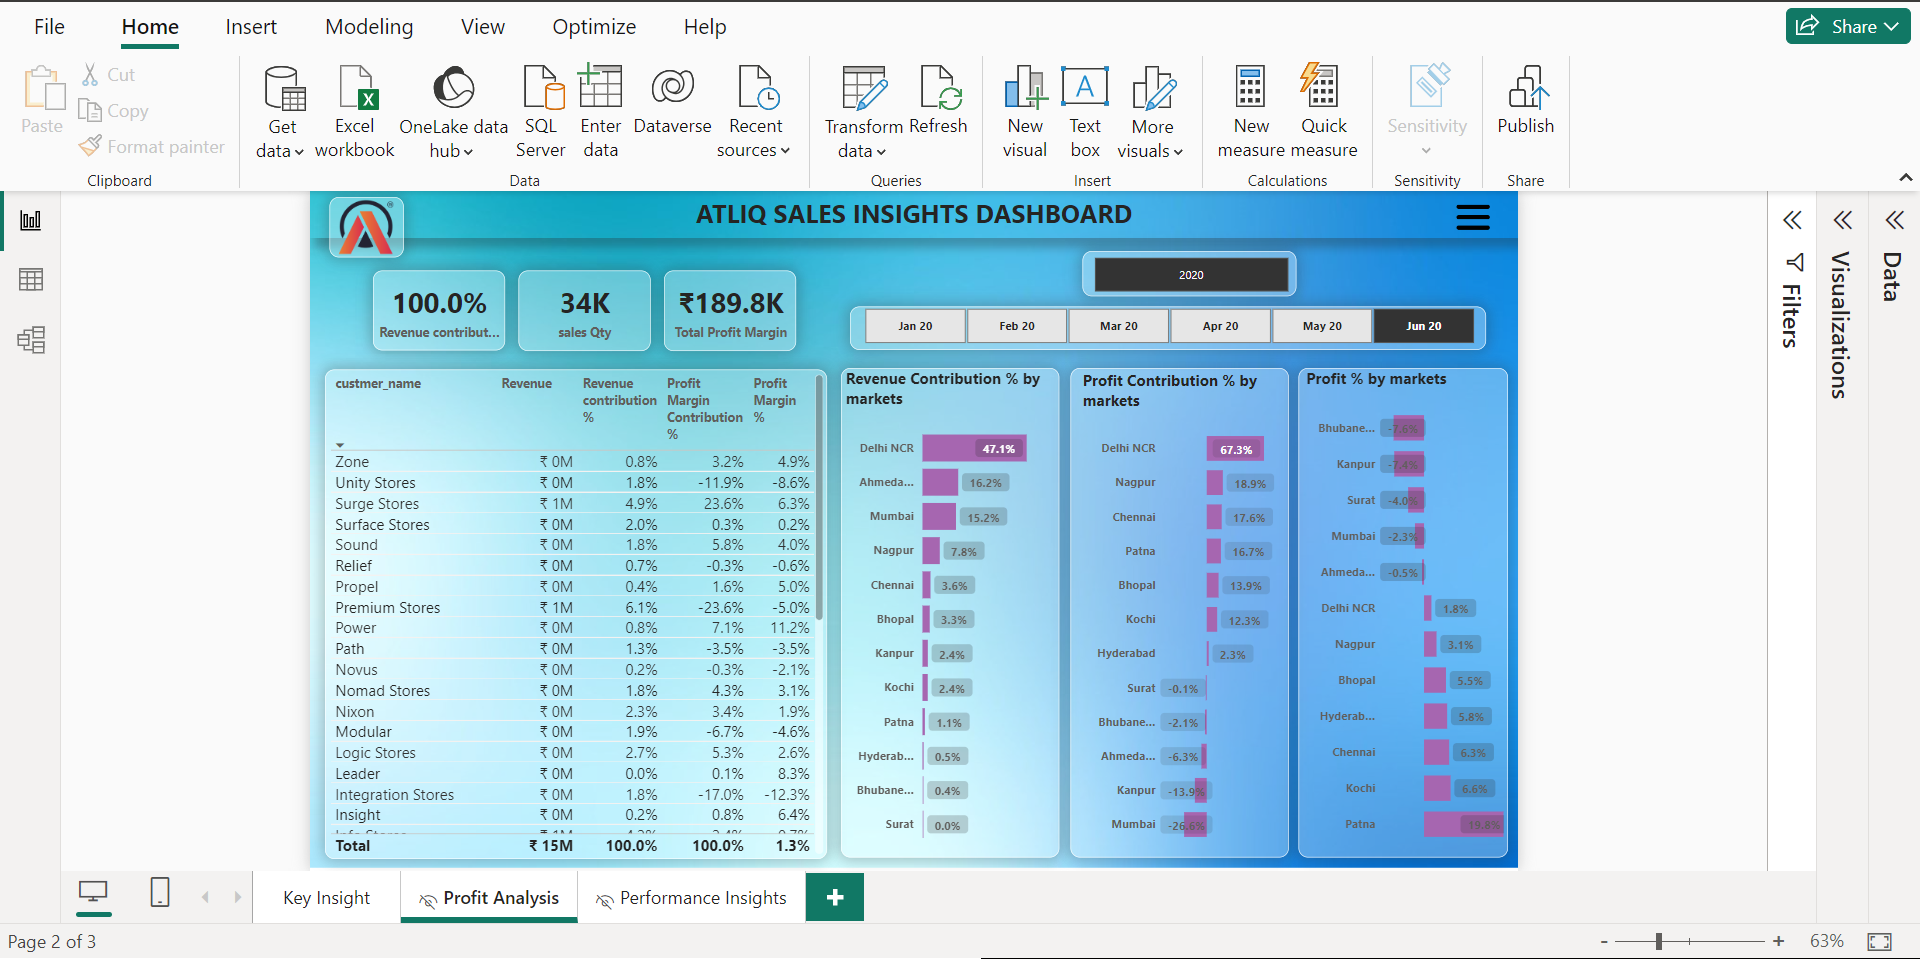 File Home Insert Modeling View Optimize Help
Share
Paste
Cut
Copy
Format painter
Clipboard
Get data
Excel workbook
OneLake data hub
SQL Server
Enter data
Dataverse
Recent sources
Data
Transform data
Refresh
Queries
New visual
Text box
More visuals
Insert
New measure
Quick measure
Calculations
Sensitivity
Sensitivity
Publish
Share
ATLIQ SALES INSIGHTS DASHBOARD
100.0%
Revenue contribut...
34K
sales Qty
₹189.8K
Total Profit Margin
2020
Jan 20 Feb 20 Mar 20 Apr 20 May 20 Jun 20
custmer_name Revenue Revenue contribution % Profit Margin Contribution % Profit Margin %
Zone ₹ 0M 0.8% 3.2% 4.9%
Unity Stores ₹ 0M 1.8% -11.9% -8.6%
Surge Stores ₹ 1M 4.9% 23.6% 6.3%
Surface Stores ₹ 0M 2.0% 0.3% 0.2%
Sound ₹ 0M 1.8% 5.8% 4.0%
Relief ₹ 0M 0.7% -0.3% -0.6%
Propel ₹ 0M 0.4% 1.6% 5.0%
Premium Stores ₹ 1M 6.1% -23.6% -5.0%
Power ₹ 0M 0.8% 7.1% 11.2%
Path ₹ 0M 1.3% -3.5% -3.5%
Novus ₹ 0M 0.2% -0.3% -2.1%
Nomad Stores ₹ 0M 1.8% 4.3% 3.1%
Nixon ₹ 0M 2.3% 3.4% 1.9%
Modular ₹ 0M 1.9% -6.7% -4.6%
Logic Stores ₹ 0M 2.7% 5.3% 2.6%
Leader ₹ 0M 0.0% 0.1% 8.3%
Integration Stores ₹ 0M 1.8% -17.0% -12.3%
Insight ₹ 0M 0.2% 0.8% 6.4%
Total ₹ 15M 100.0% 100.0% 1.3%
Revenue Contribution % by
markets
Delhi NCR 47.1%
Ahmeda... 16.2%
Mumbai 15.2%
Nagpur 7.8%
Chennai 3.6%
Bhopal 3.3%
Kanpur 2.4%
Kochi 2.4%
Patna 1.1%
Hyderab... 0.5%
Bhubane... 0.4%
Surat 0.0%
Profit Contribution % by
markets
Delhi NCR 67.3%
Nagpur 18.9%
Chennai 17.6%
Patna 16.7%
Bhopal 13.9%
Kochi 12.3%
Hyderabad 2.3%
Surat -0.1%
Bhubane... -2.1%
Ahmeda... -6.3%
Kanpur -13.9%
Mumbai -26.6%
Profit % by markets
Bhubane... -7.6%
Kanpur -7.4%
Surat -4.0%
Mumbai -2.3%
Ahmeda... -0.5%
Delhi NCR 1.8%
Nagpur 3.1%
Bhopal 5.5%
Hyderab... 5.8%
Chennai 6.3%
Kochi 6.6%
Patna 19.8%
Filters
Visualizations
Data
Key Insight
Profit Analysis
Performance Insights
Page 2 of 3
63%